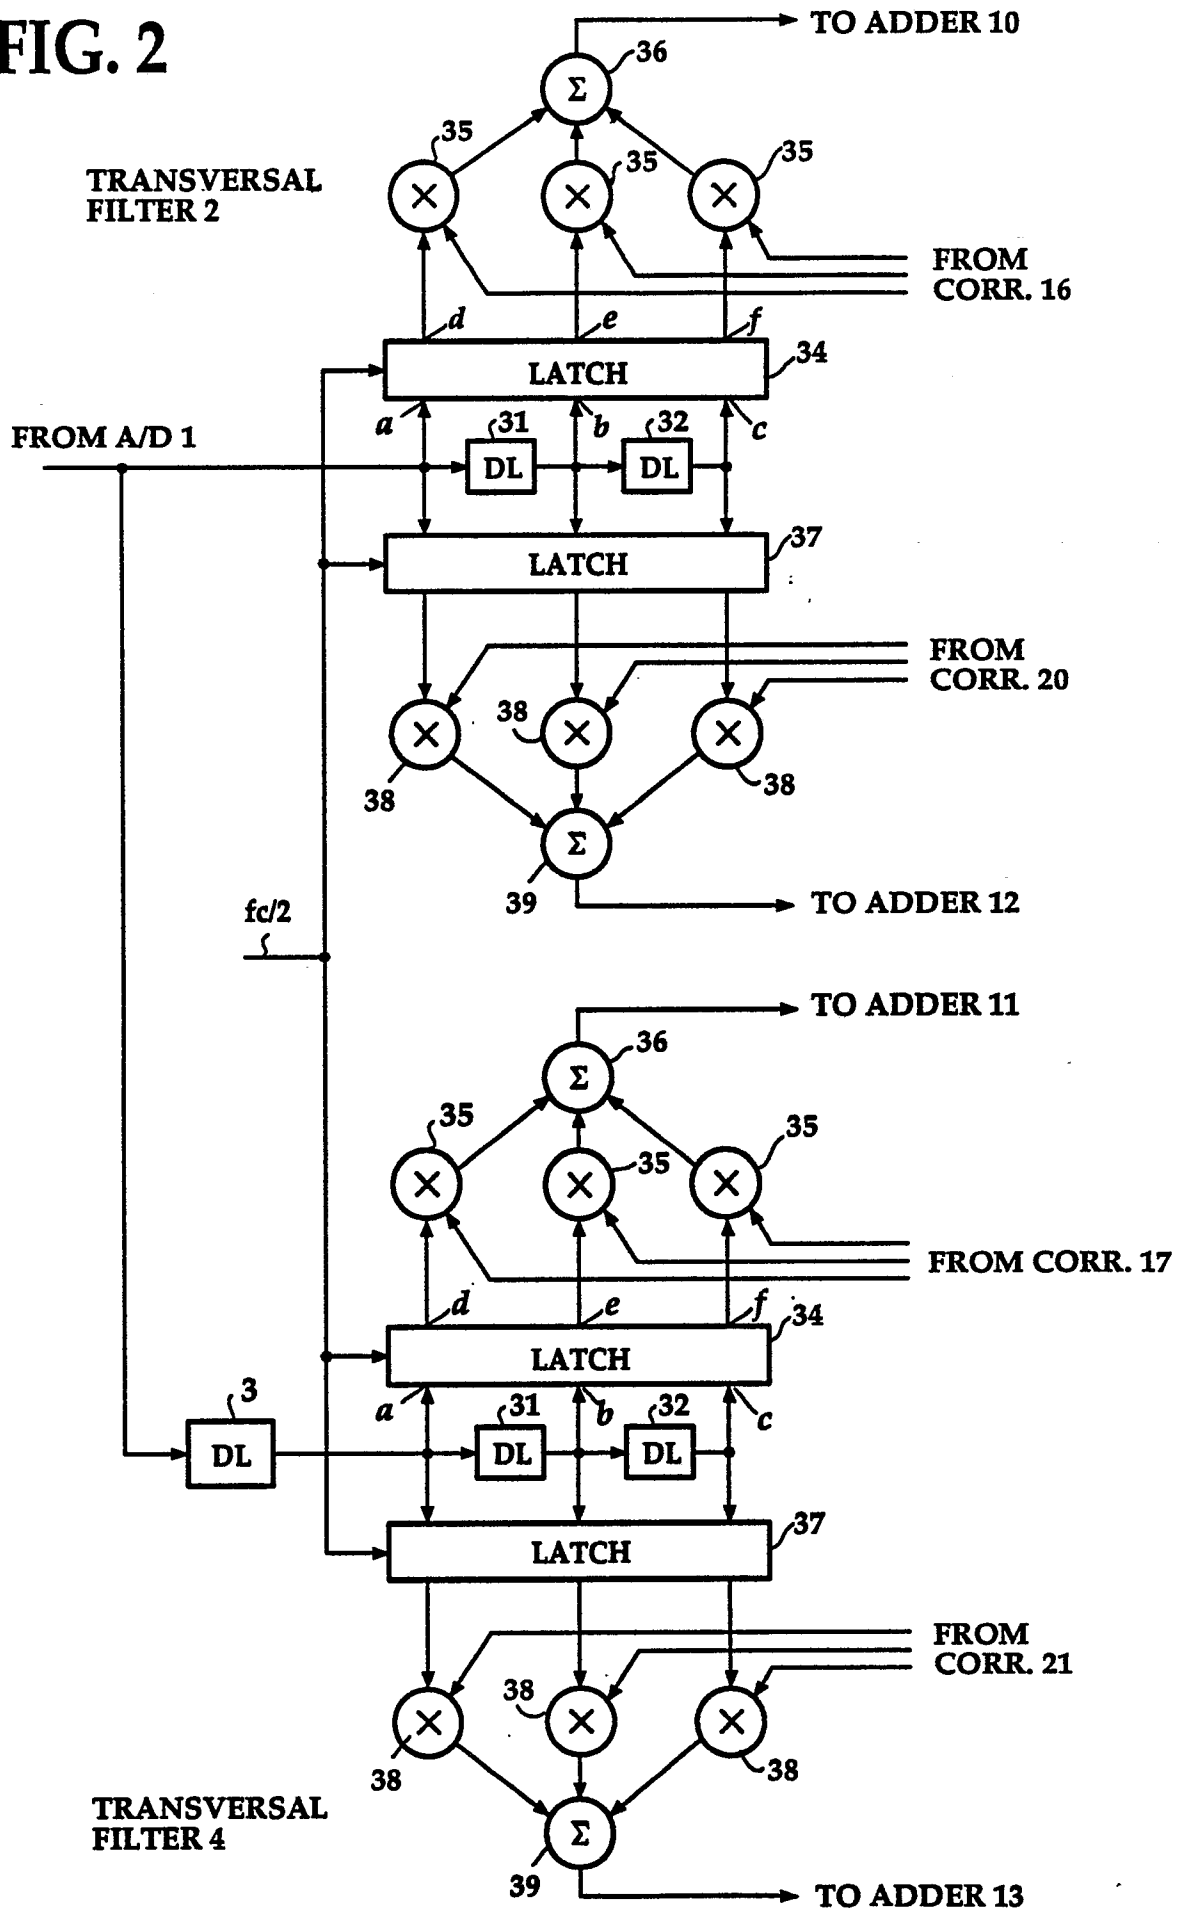 FIG. 2
TO ADDER 10
36
Σ
35
35
35
TRANSVERSAL
FILTER 2
×
×
×
FROM
CORR. 16
d
e
f
34
LATCH
a
b
c
FROM A/D 1
31
32
DL
DL
37
LATCH
FROM
CORR. 20
38
×
×
×
38
38
Σ
39
TO ADDER 12
fc/2
TO ADDER 11
36
Σ
35
35
35
×
×
×
FROM CORR. 17
d
e
f
34
LATCH
a
b
c
3
31
32
DL
DL
DL
37
LATCH
FROM
CORR. 21
38
×
×
×
38
38
TRANSVERSAL
FILTER 4
Σ
39
TO ADDER 13